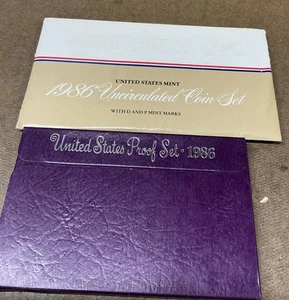 UNITED STATES MINT
1986 Uncirculated Coin Set
WITH D AND P MINT MARKS
United States Proof Set · 1986